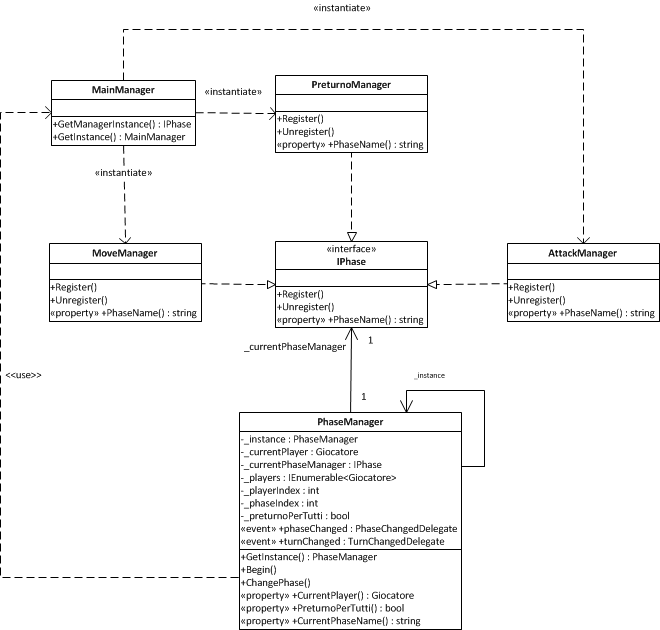 «instantiate»
MainManager
+GetManagerInstance() : IPhase
+GetInstance() : MainManager
«instantiate»
PreturnoManager
+Register()
+Unregister()
«property» +PhaseName() : string
«instantiate»
MoveManager
+Register()
+Unregister()
«property» +PhaseName() : string
«interface»
IPhase
+Register()
+Unregister()
«property» +PhaseName() : string
AttackManager
+Register()
+Unregister()
«property» +PhaseName() : string
_currentPhaseManager
1
1
<<use>>
_instance
PhaseManager
-_instance : PhaseManager
-_currentPlayer : Giocatore
-_currentPhaseManager : IPhase
-_players : IEnumerable<Giocatore>
-_playerIndex : int
-_phaseIndex : int
-_preturnoPerTutti : bool
«event» +phaseChanged : PhaseChangedDelegate
«event» +turnChanged : TurnChangedDelegate
+GetInstance() : PhaseManager
+Begin()
+ChangePhase()
«property» +CurrentPlayer() : Giocatore
«property» +PreturnoPerTutti() : bool
«property» +CurrentPhaseName() : string